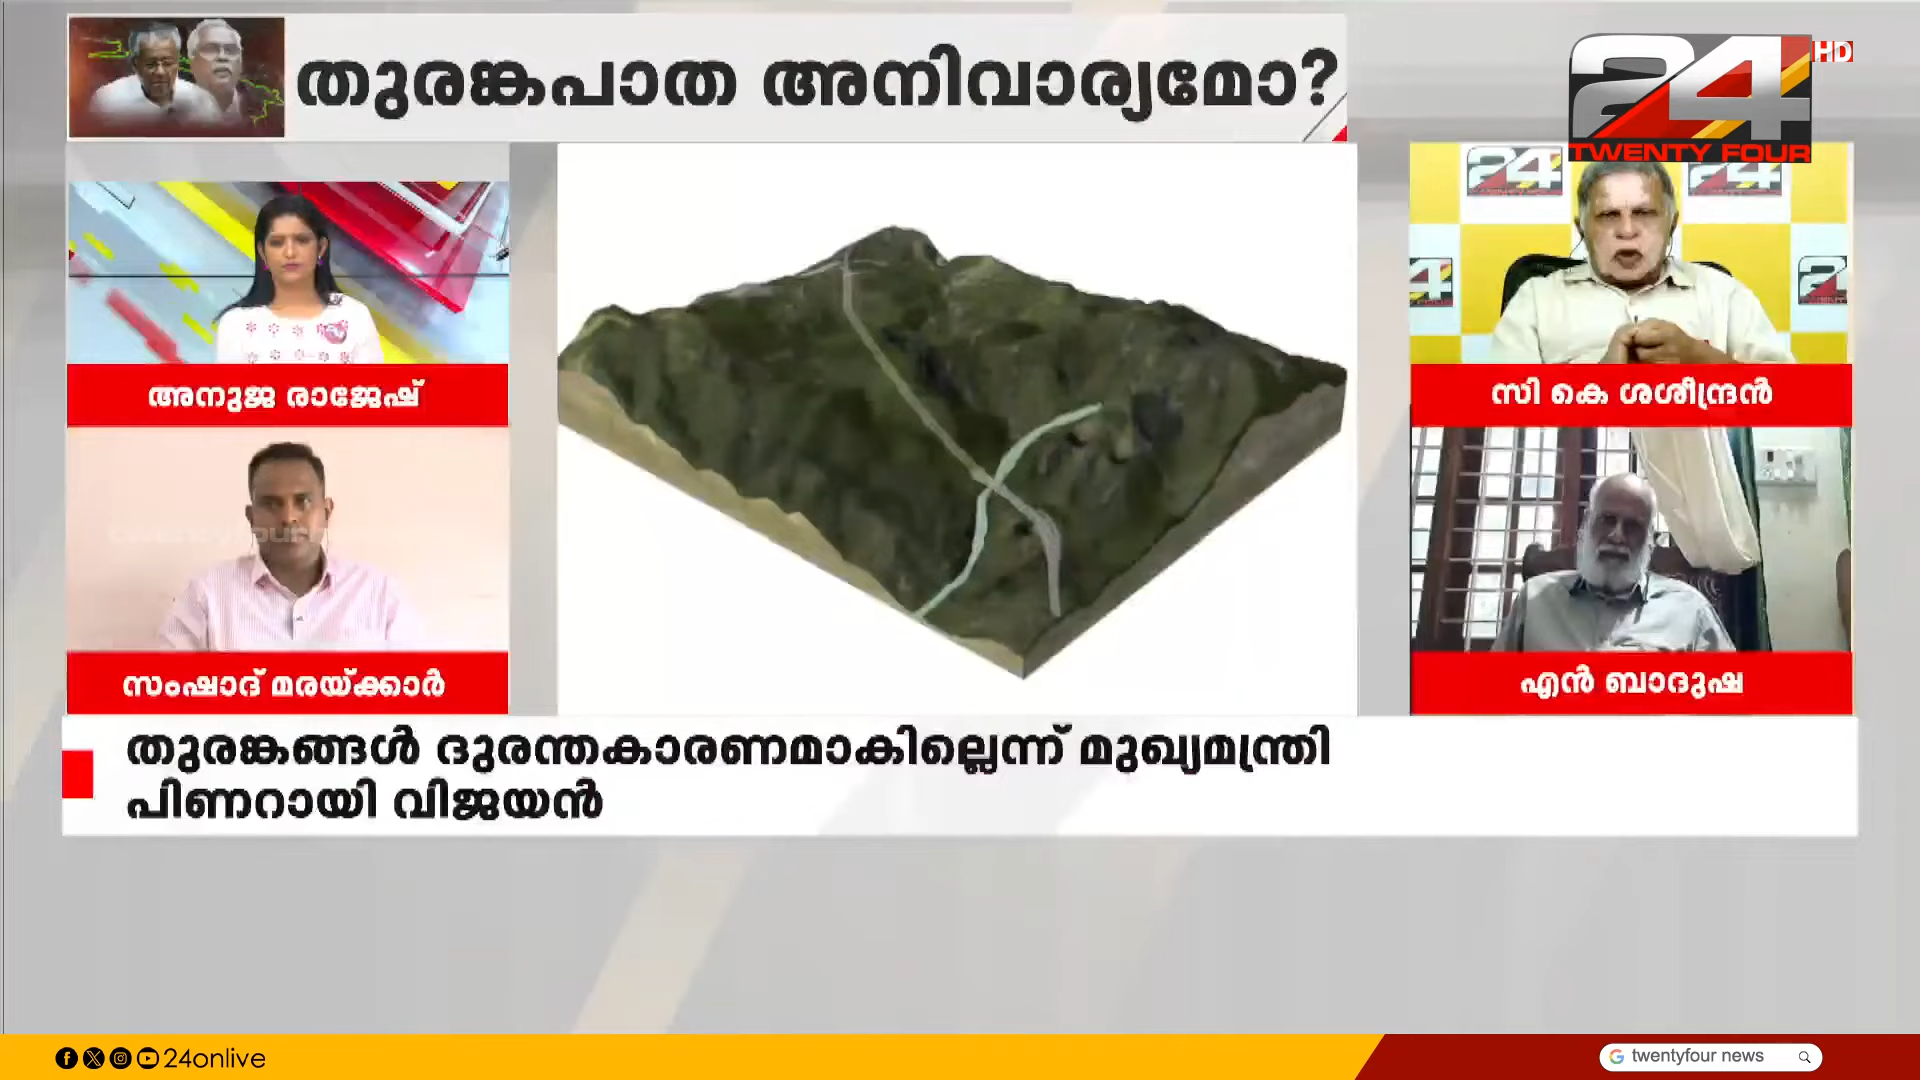 തുരങ്കപാത അനിവാര്യമോ?
24 HD
TWENTY FOUR
അനുജ രാജേഷ്
സി കെ ശശീന്ദ്രൻ
സംഷാദ് മരയ്ക്കാർ
എൻ ബാദുഷ
തുരങ്കങ്ങൾ ദുരന്തകാരണമാകില്ലെന്ന് മുഖ്യമന്ത്രി
പിണറായി വിജയൻ
24onlive
twentyfour news